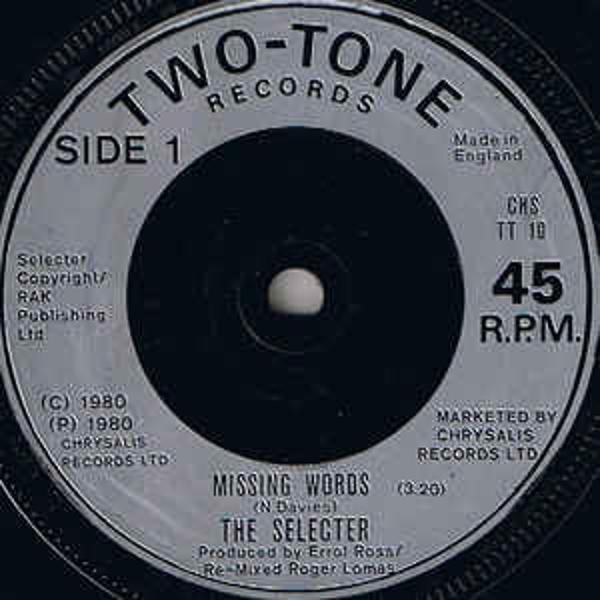 TWO-TONE
RECORDS
SIDE 1
Made in
England
CHS
TT 10
45
R.P.M.
Selecter
Copyright/
RAK
Publishing
Ltd
(C) 1980
(P) 1980
CHRYSALIS
RECORDS LTD
MARKETED BY
CHRYSALIS
RECORDS LTD
MISSING WORDS (3.20)
(N.Davies)
THE SELECTER
Produced by Errol Ross/
Re-Mixed Roger Lomas